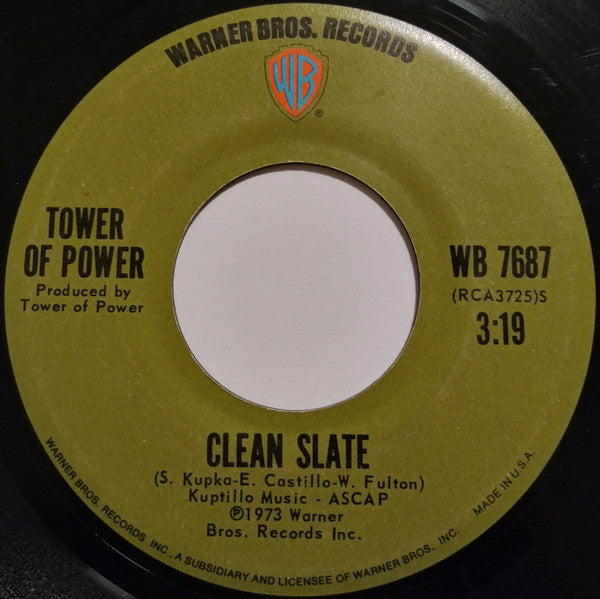 WARNER BROS. RECORDS
WB
®
TOWER
OF POWER
Produced by
Tower of Power
WB 7687
(RCA3725)S
3:19
CLEAN SLATE
(S. Kupka-E. Castillo-W. Fulton)
Kuptillo Music - ASCAP
℗1973 Warner
Bros. Records Inc.
WARNER BROS. RECORDS INC., A SUBSIDIARY AND LICENSEE OF WARNER BROS. INC.
MADE IN U.S.A.